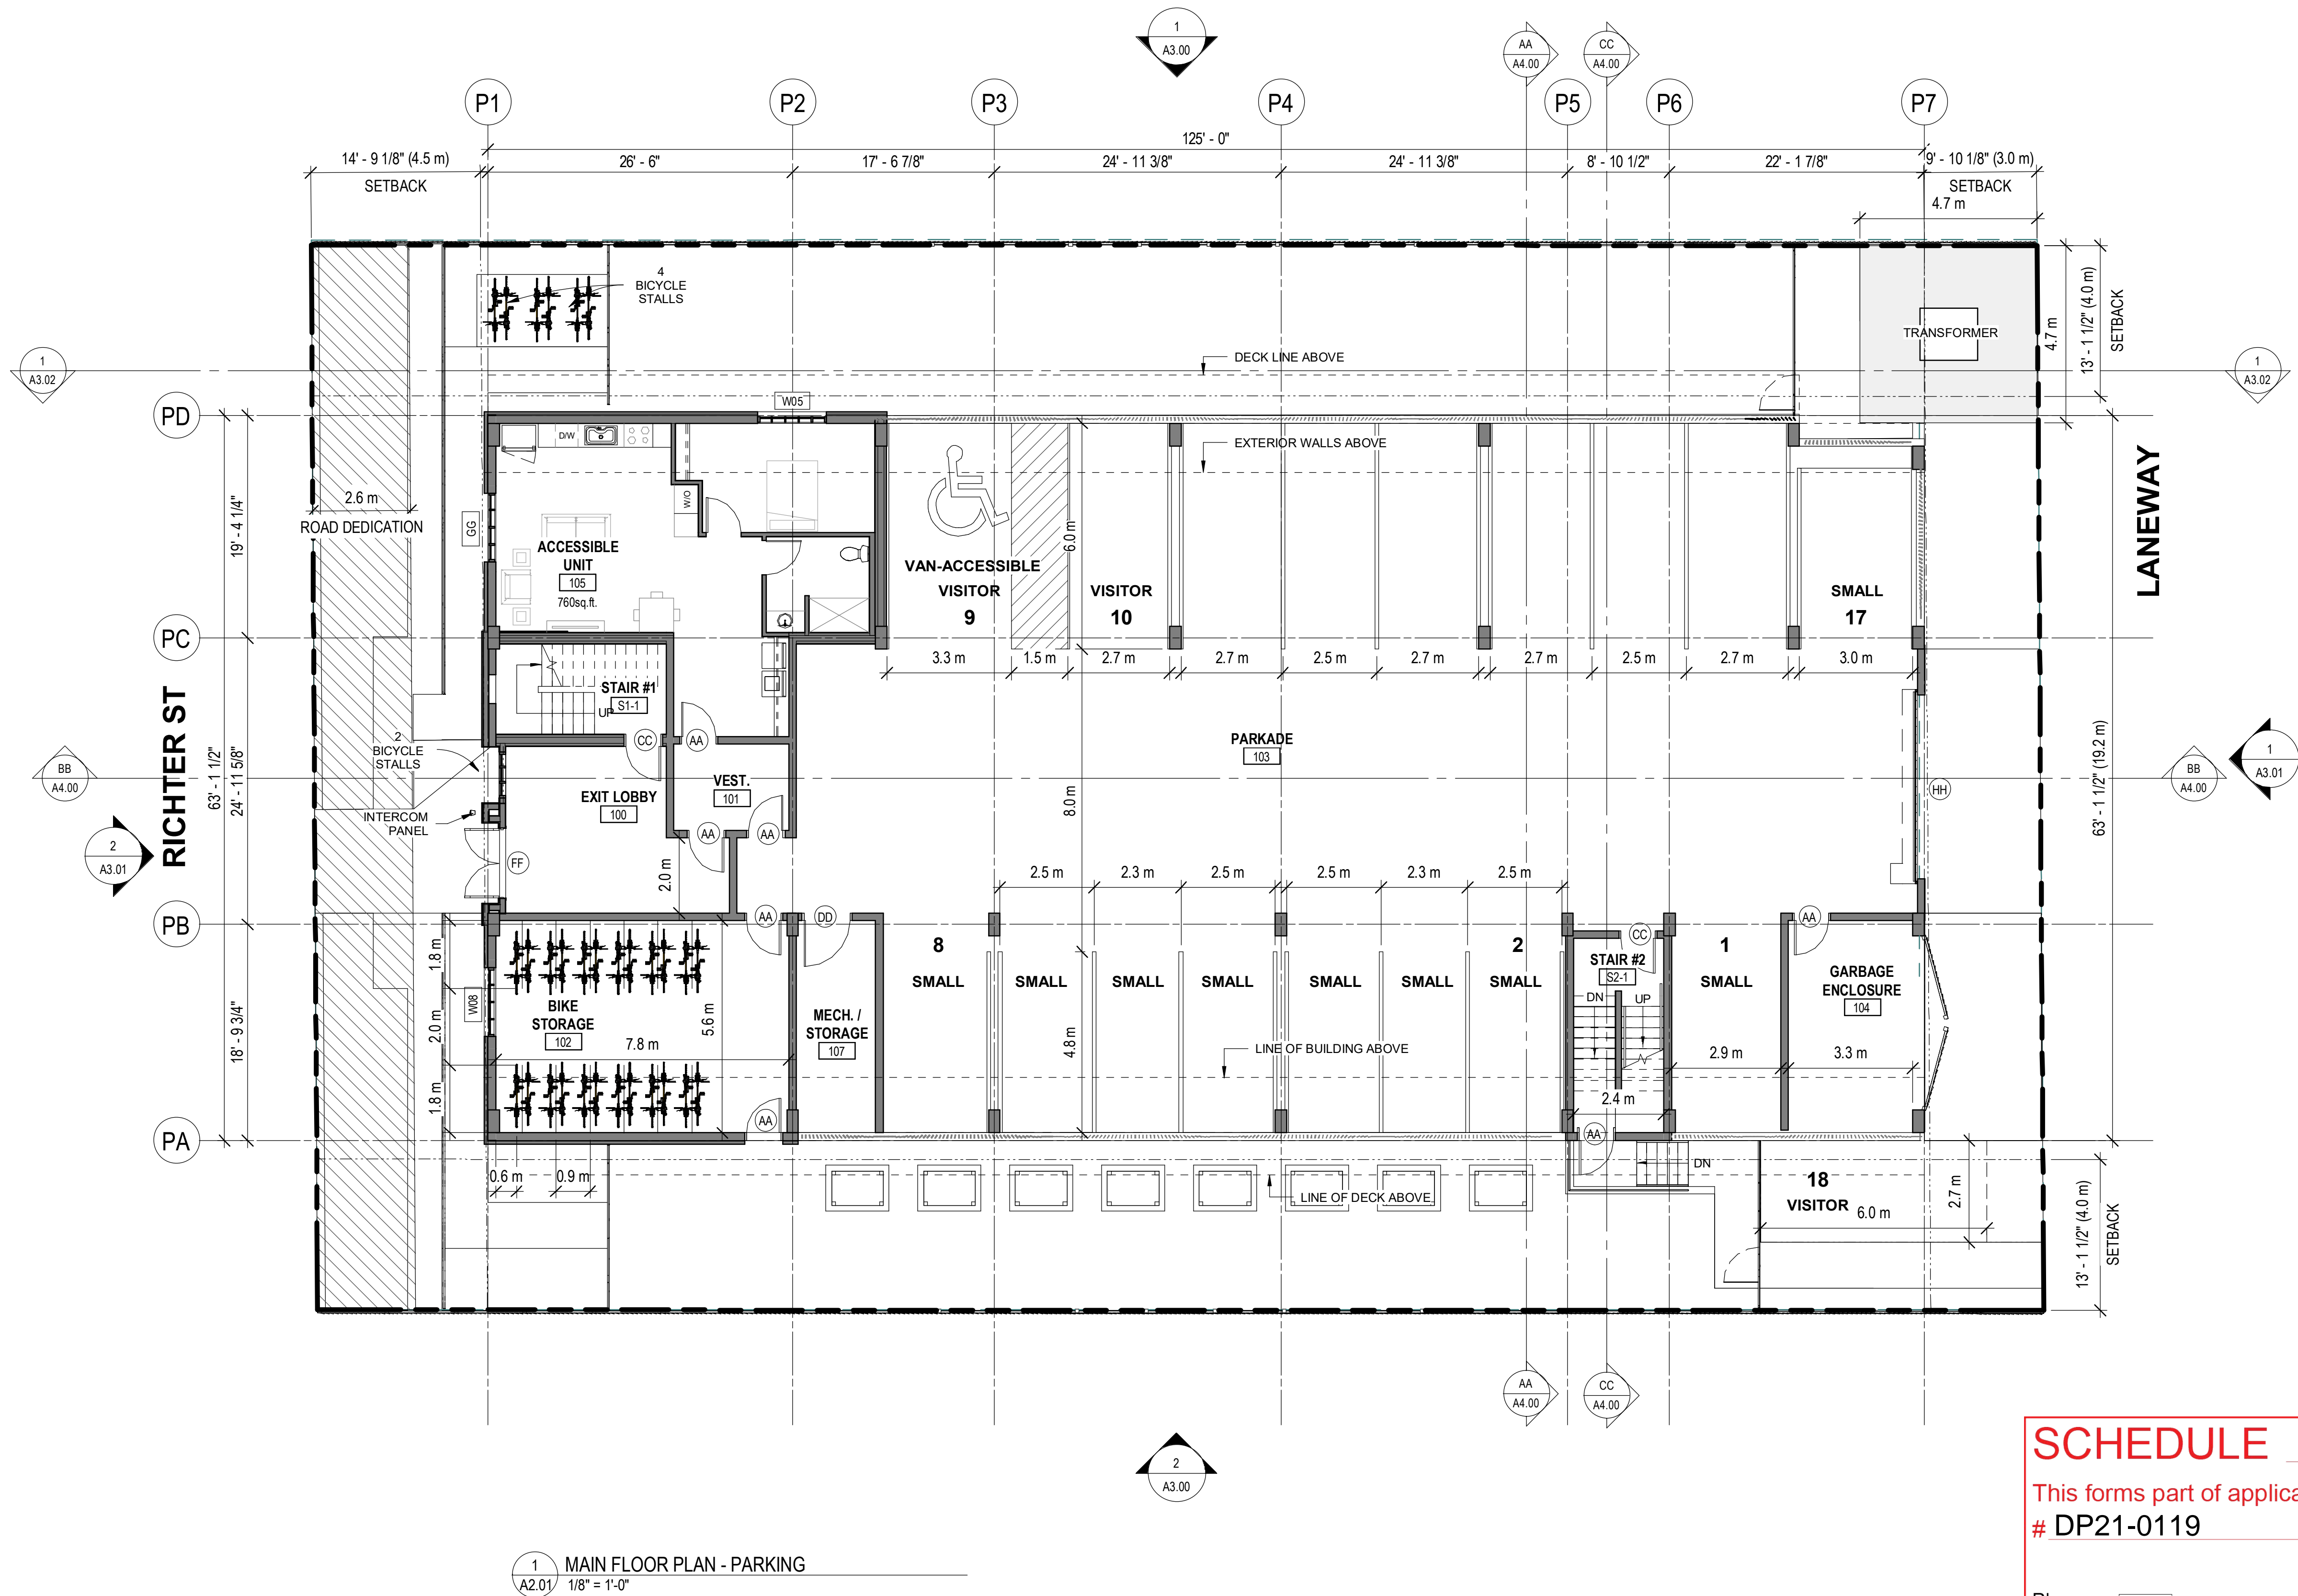 1
A3.00
AA
A4.00
CC
A4.00
P1
P2
P3
P4
P5
P6
P7
125' - 0"
14' - 9 1/8" (4.5 m)
SETBACK
26' - 6"
17' - 6 7/8"
24' - 11 3/8"
24' - 11 3/8"
8' - 10 1/2"
22' - 1 7/8"
9' - 10 1/8" (3.0 m)
SETBACK
4.7 m
4
BICYCLE
STALLS
TRANSFORMER
4.7 m
13' - 1 1/2" (4.0 m)
SETBACK
1
A3.02
DECK LINE ABOVE
1
A3.02
PD
W05
D/W
EXTERIOR WALLS ABOVE
LANEWAY
2.6 m
ROAD DEDICATION
19' - 4 1/4"
GG
W/O
ACCESSIBLE
UNIT
105
760sq.ft.
6.0 m
VAN-ACCESSIBLE
VISITOR
9
VISITOR
10
SMALL
17
PC
3.3 m
1.5 m
2.7 m
2.7 m
2.5 m
2.7 m
2.7 m
2.5 m
2.7 m
3.0 m
STAIR #1
S1-1
UP
RICHTER ST
63' - 1 1/2"
24' - 11 5/8"
2
BICYCLE
STALLS
CC
AA
PARKADE
103
63' - 1 1/2" (19.2 m)
BB
A4.00
VEST.
101
EXIT LOBBY
100
8.0 m
HH
BB
A4.00
1
A3.01
INTERCOM
PANEL
2
A3.01
FF
AA
AA
2.0 m
2.5 m
2.3 m
2.5 m
2.5 m
2.3 m
2.5 m
PB
AA
DD
AA
CC
1.8 m
8
SMALL
SMALL
SMALL
SMALL
SMALL
SMALL
2
SMALL
STAIR #2
S2-1
DN
UP
1
SMALL
GARBAGE
ENCLOSURE
104
W08
BIKE
STORAGE
102
5.6 m
MECH. /
STORAGE
107
18' - 9 3/4"
2.0 m
7.8 m
4.8 m
LINE OF BUILDING ABOVE
2.9 m
3.3 m
2.4 m
1.8 m
AA
AA
PA
0.6 m
0.9 m
DN
LINE OF DECK ABOVE
18
VISITOR
6.0 m
2.7 m
13' - 1 1/2" (4.0 m)
SETBACK
AA
A4.00
CC
A4.00
2
A3.00
SCHEDULE
This forms part of applica
# DP21-0119
1
A2.01
MAIN FLOOR PLAN - PARKING
1/8" = 1'-0"